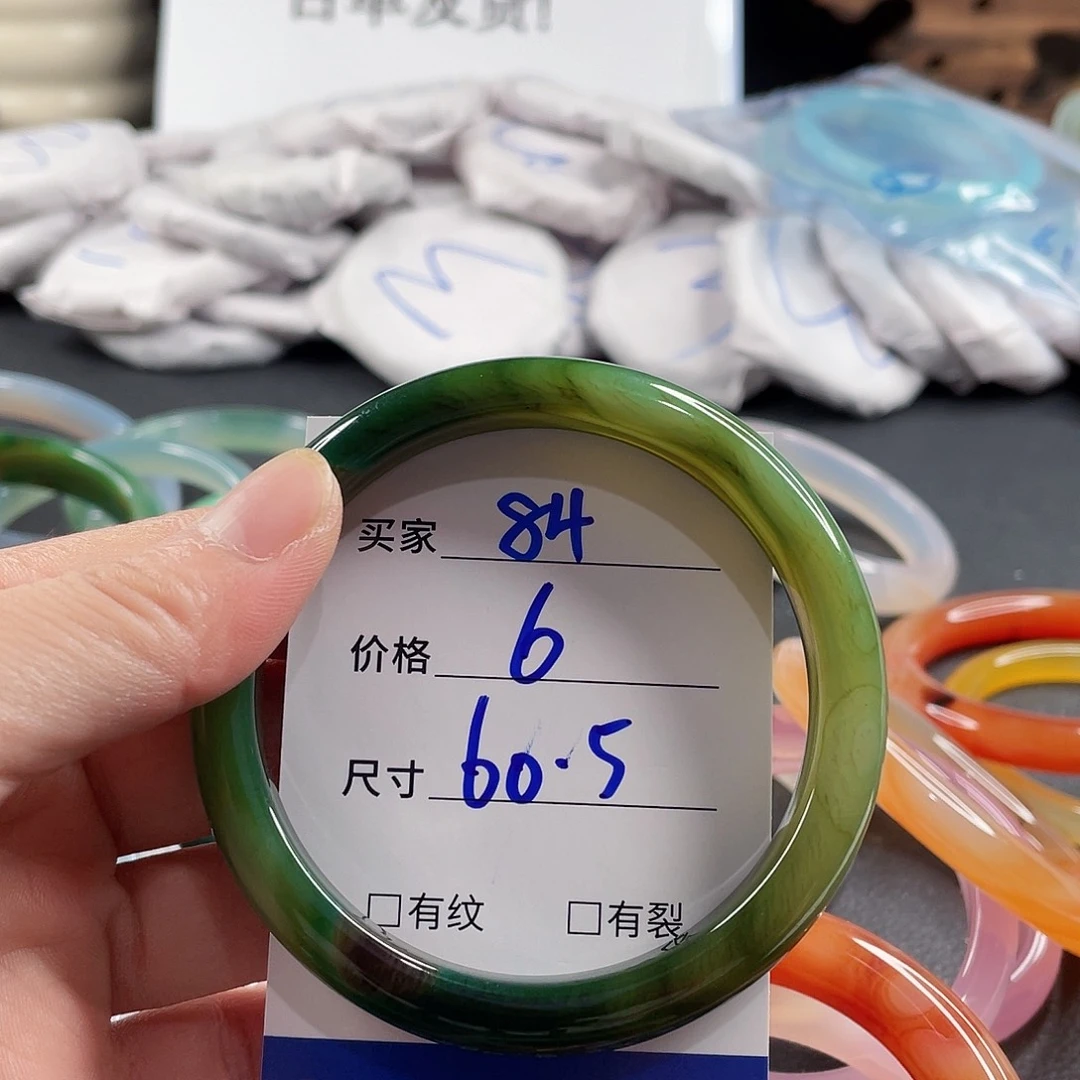 买家 84
价格 6
尺寸 60.5
□有纹 □有裂